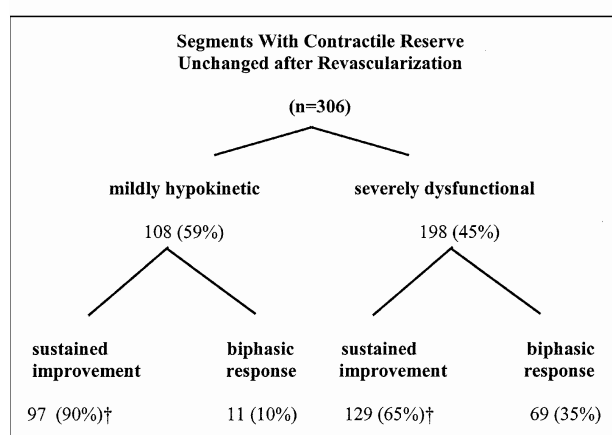 Segments With Contractile Reserve
Unchanged after Revascularization
(n=306)
mildly hypokinetic severely dysfunctional
108 (59%) 198 (45%)
sustained biphasic sustained biphasic
improvement response improvement response
97 (90%)† 11 (10%) 129 (65%)† 69 (35%)